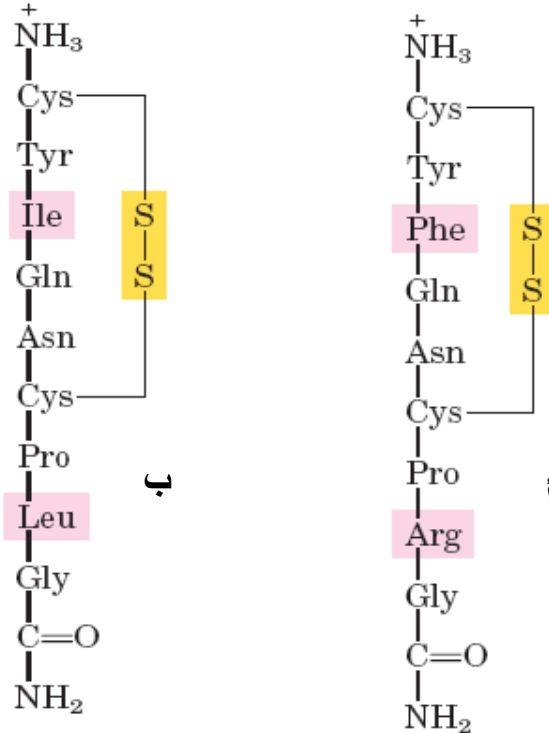 +
NH₃
Cys
Tyr
Ile
S
S
Gln
Asn
Cys
Pro
ب
Leu
Gly
C=O
NH₂
+
NH₃
Cys
Tyr
Phe
S
S
Gln
Asn
Cys
Pro
Arg
Gly
C=O
NH₂